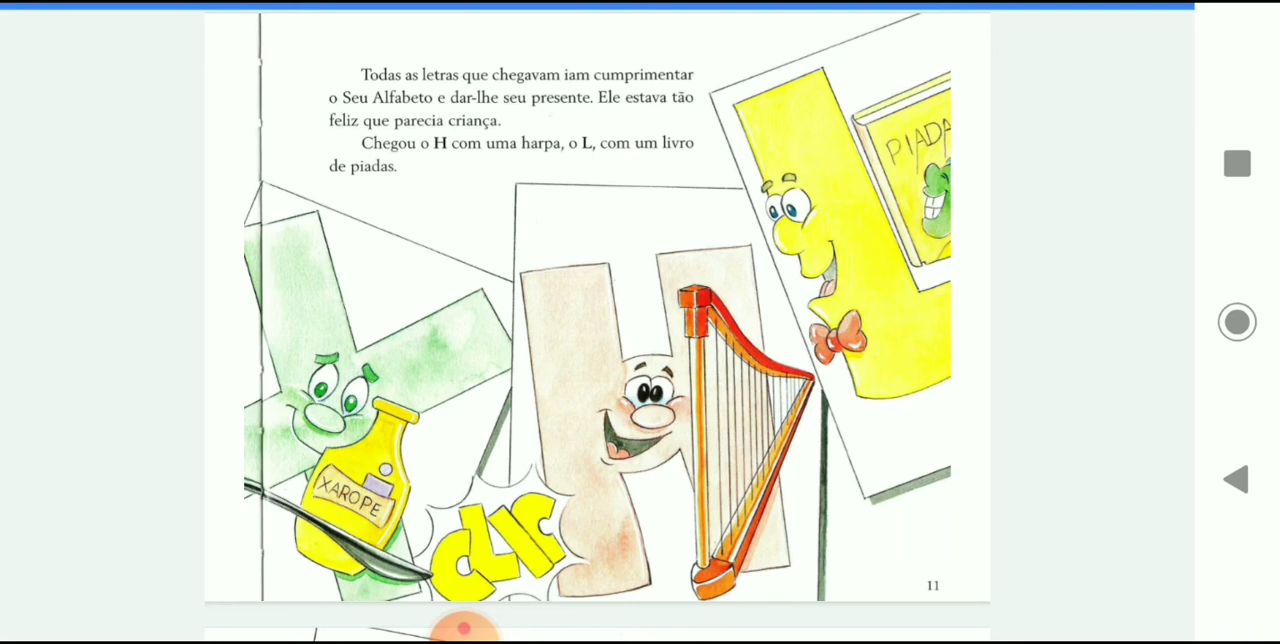 Todas as letras que chegavam iam cumprimentar
o Seu Alfabeto e dar-lhe seu presente. Ele estava tão
feliz que parecia criança.
Chegou o H com uma harpa, o L, com um livro
de piadas.
PIADA
XAROPE
CLIC
11